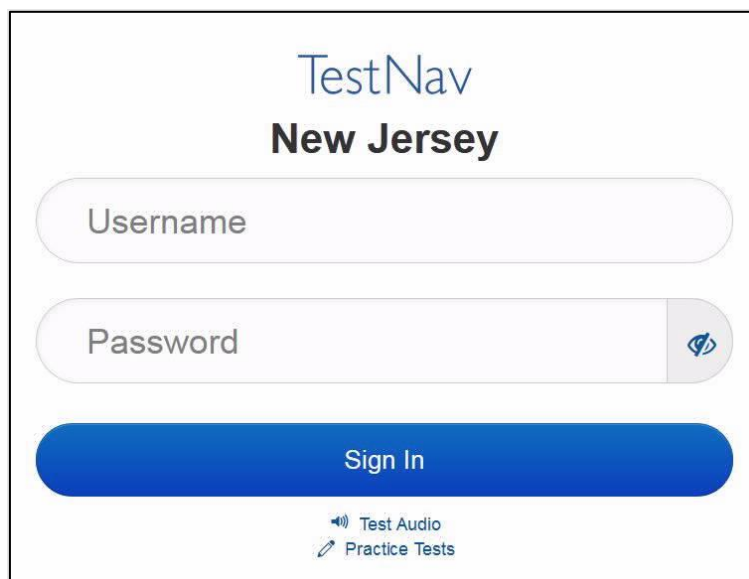 TestNav
New Jersey
Username
Password
Sign In
Test Audio
Practice Tests